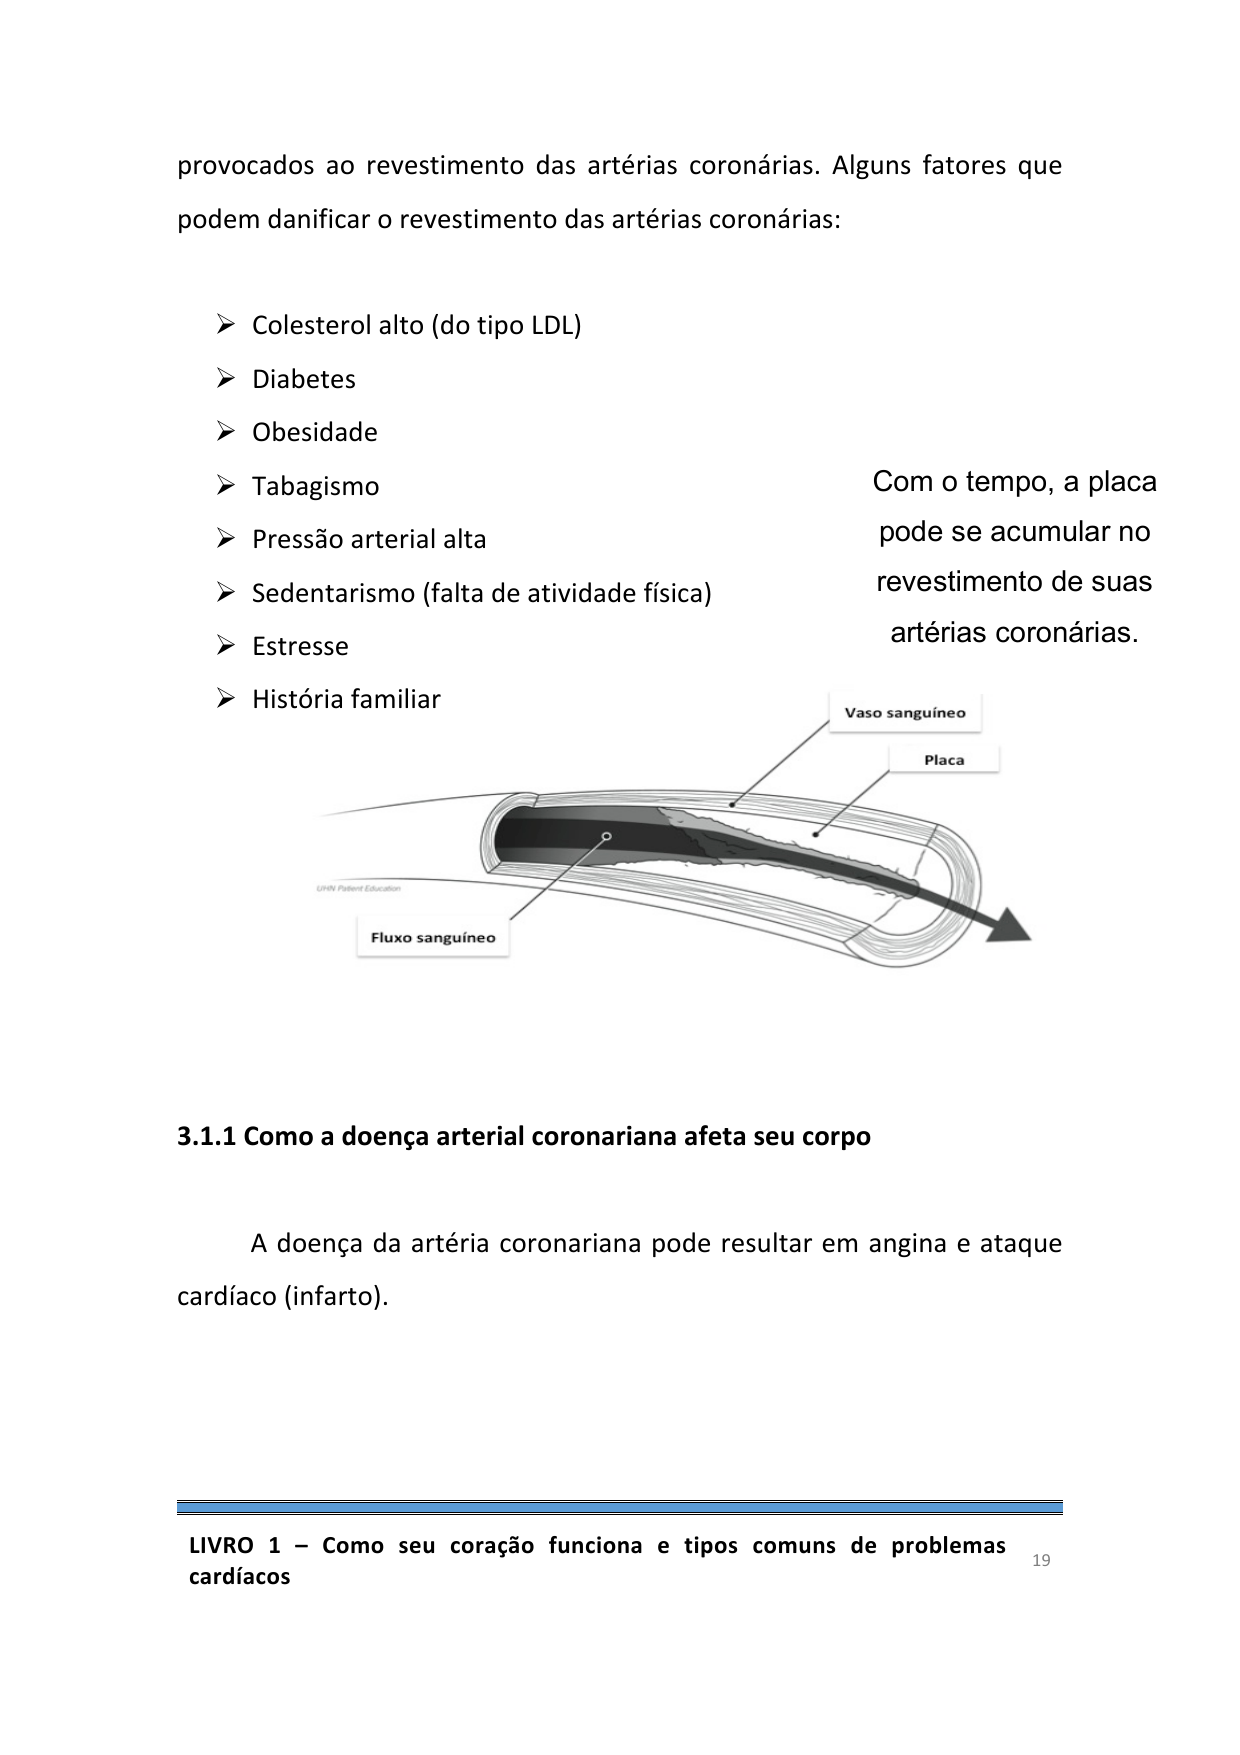 provocados ao revestimento das artérias coronárias. Alguns fatores que
podem danificar o revestimento das artérias coronárias:
➢ Colesterol alto (do tipo LDL)
➢ Diabetes
➢ Obesidade
➢ Tabagismo
➢ Pressão arterial alta
➢ Sedentarismo (falta de atividade física)
➢ Estresse
➢ História familiar
Com o tempo, a placa
pode se acumular no
revestimento de suas
artérias coronárias.
Vaso sanguíneo
Placa
UHN Patient Education
Fluxo sanguíneo
3.1.1 Como a doença arterial coronariana afeta seu corpo
A doença da artéria coronariana pode resultar em angina e ataque
cardíaco (infarto).
LIVRO 1 – Como seu coração funciona e tipos comuns de problemas
cardíacos
19